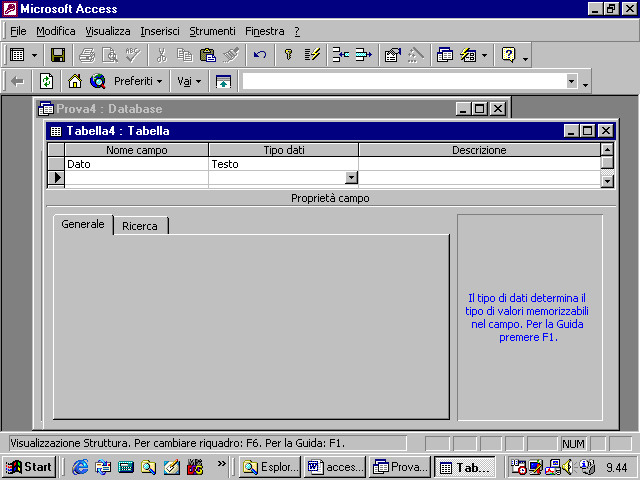 Microsoft Access
File Modifica Visualizza Inserisci Strumenti Finestra ?
Preferiti Vai
Prova4 : Database
Tabella4 : Tabella
Nome campo Tipo dati Descrizione
Dato Testo
Proprietà campo
Generale Ricerca
Il tipo di dati determina il
tipo di valori memorizzabili
nel campo. Per la Guida
premere F1.
Visualizzazione Struttura. Per cambiare riquadro: F6. Per la Guida: F1. NUM
Start » Esplor... acces... Prova... Tab... 9.44